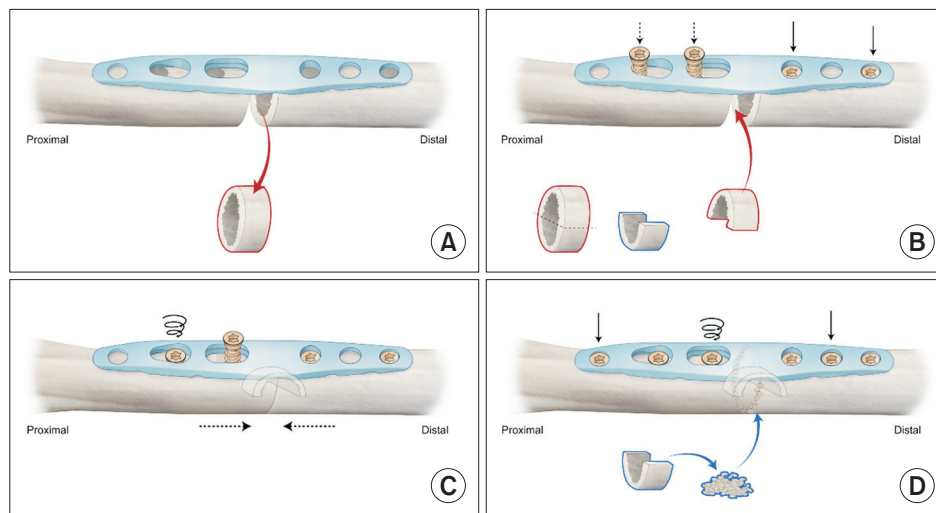 Proximal
Distal
A
Proximal
Distal
B
Proximal
Distal
C
Proximal
Distal
D